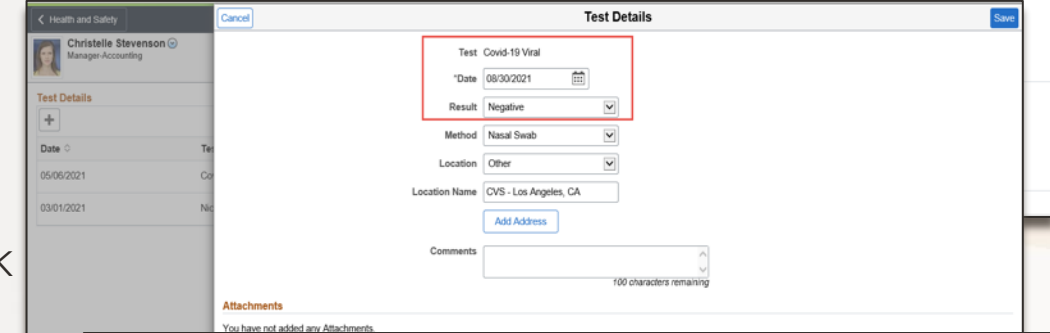 Health and Safety
Cancel
Test Details
Save
Christelle Stevenson
Manager-Accounting
Test Details
+
Date
05/06/2021
03/01/2021
Test Covid-19 Viral
*Date 08/30/2021
Result Negative
Method Nasal Swab
Location Other
Location Name CVS - Los Angeles, CA
Add Address
Comments
100 characters remaining
Attachments
You have not added any Attachments.